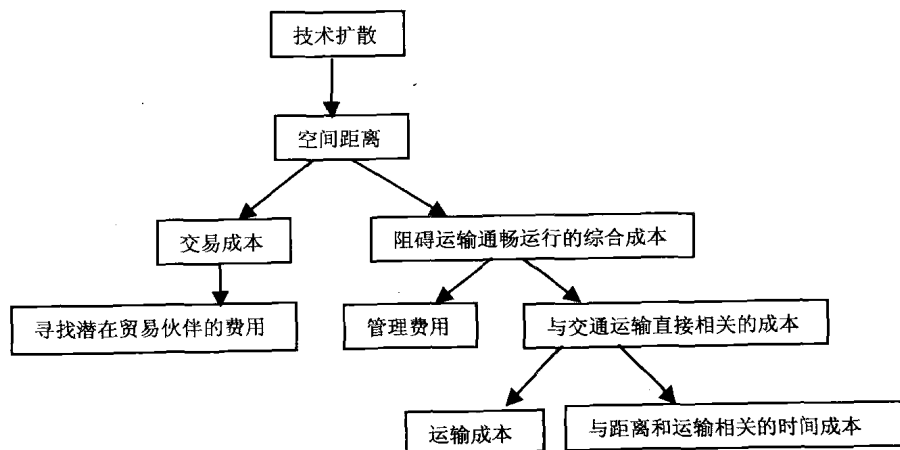 技术扩散
空间距离
交易成本
阻碍运输通畅运行的综合成本
寻找潜在贸易伙伴的费用
管理费用
与交通运输直接相关的成本
运输成本
与距离和运输相关的时间成本